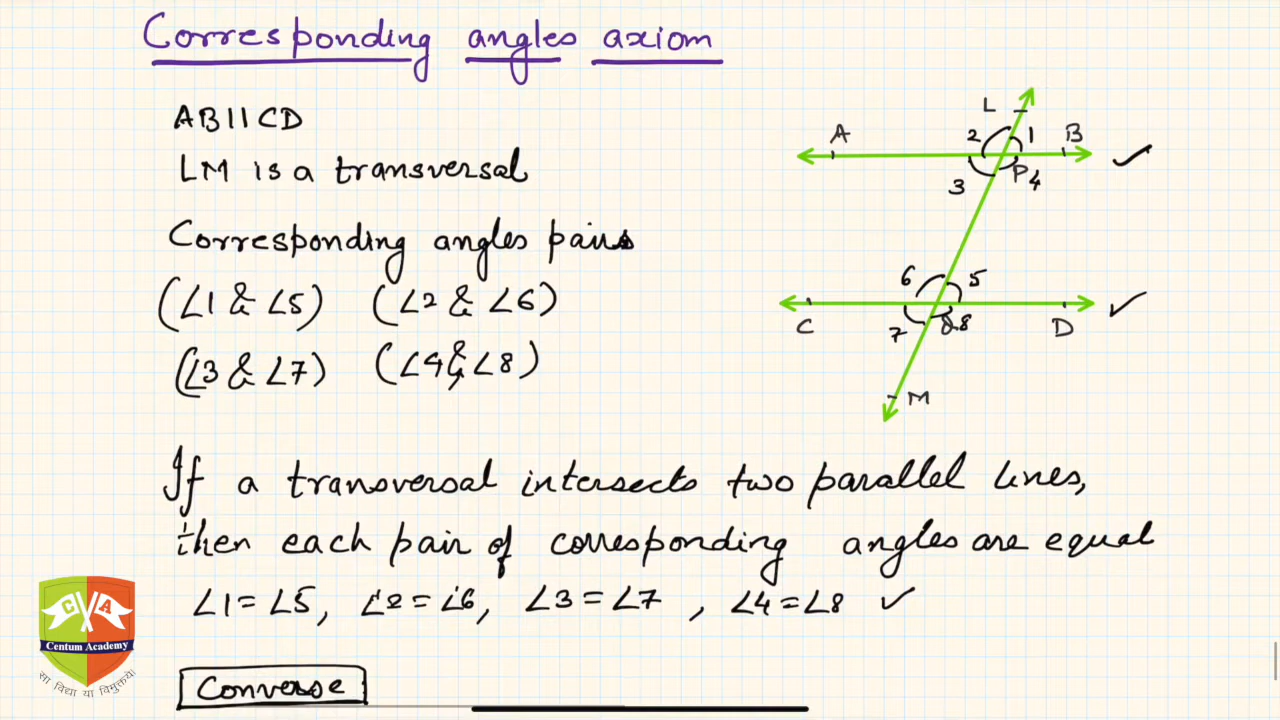 Corresponding angles axiom
AB||CD
LM is a transversal
Corresponding angles pairs
(∠1 & ∠5) (∠2 & ∠6)
(∠3 & ∠7) (∠4 & ∠8)
L
A
2
1
B
3
P
4
6
5
C
7
Q
8
D
M
If a transversal intersects two parallel lines,
then each pair of corresponding angles are equal
∠1 = ∠5, ∠2 = ∠6, ∠3 = ∠7, ∠4 = ∠8
C A
Centum Academy
सा विद्या या विमुक्तये।
Converse